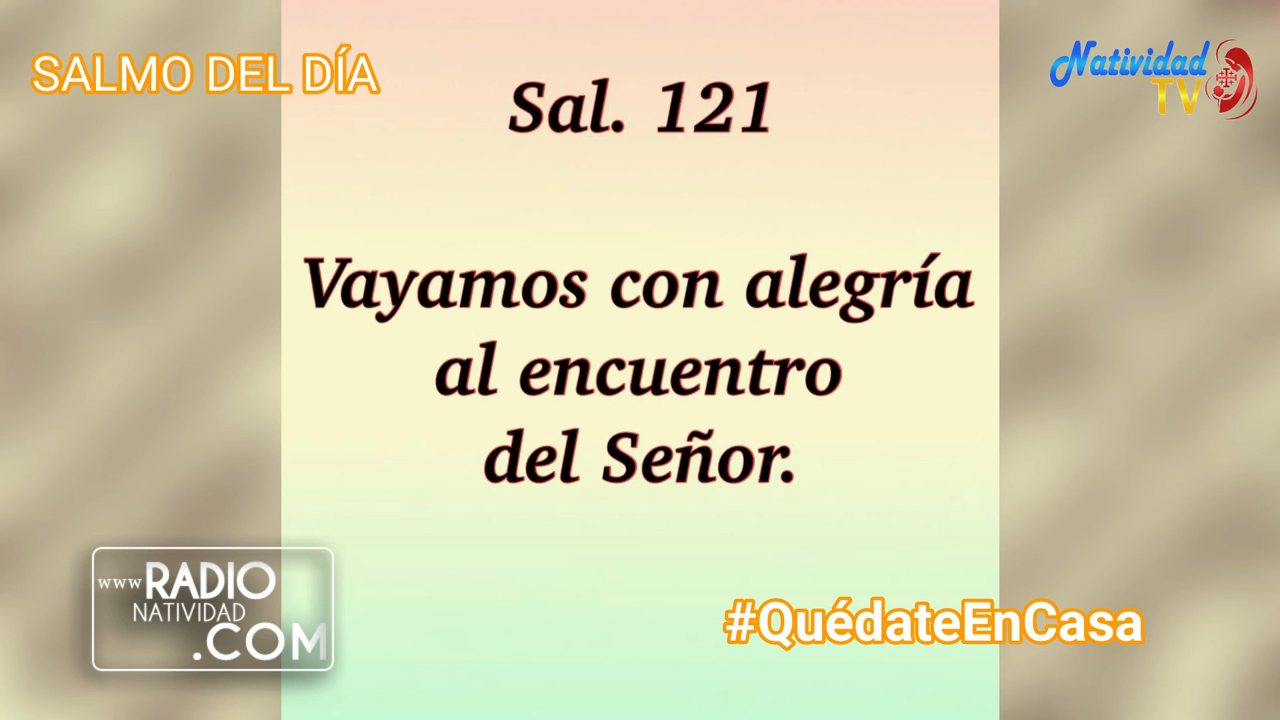 SALMO DEL DÍA
Natividad
TV
Sal. 121
Vayamos con alegría
al encuentro
del Señor.
www RADIO
NATIVIDAD
.COM
#QuédateEnCasa